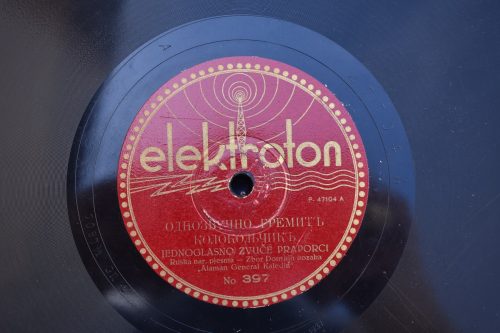 elektroton
P. 47104 A
ОДНОЗВУЧНО ГРЕМИТЪ
КОЛОКОЛЬЧИКЪ
JEDNOGLASNO ZVUČE PRAPORCI
Ruska nar. pjesma — Zbor Donskih kozaka
„Ataman General Kaledin"
No 397